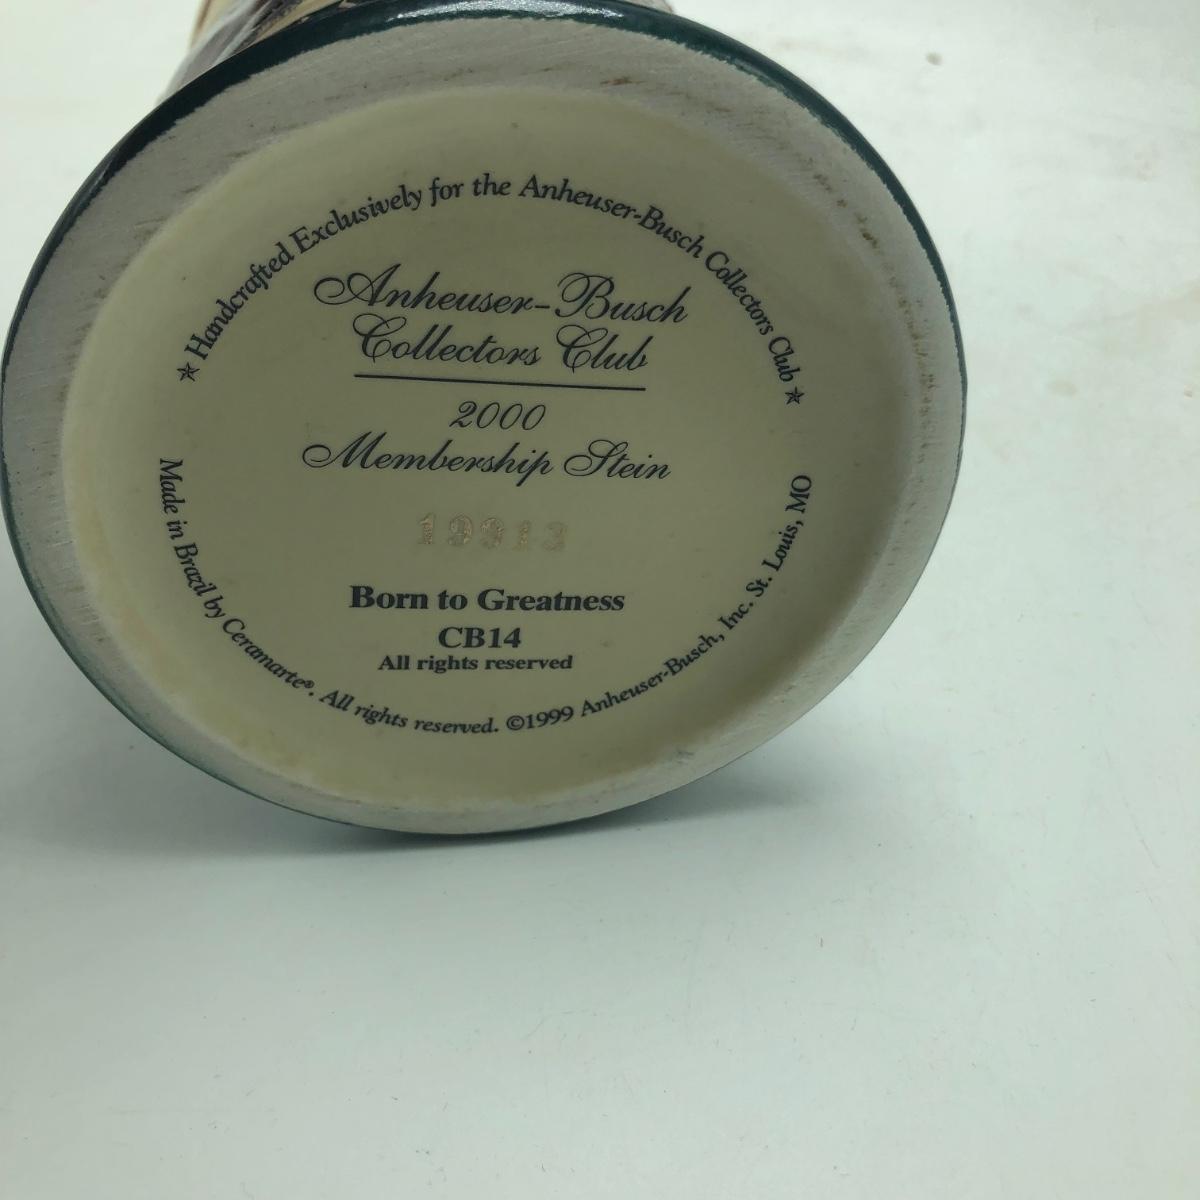 ★ Handcrafted Exclusively for the Anheuser-Busch Collectors Club ★
Anheuser-Busch
Collectors Club
2000
Membership Stein
19913
Born to Greatness
CB14
All rights reserved
Made in Brazil by Ceramarte®. All rights reserved. ©1999 Anheuser-Busch, Inc. St. Louis, MO